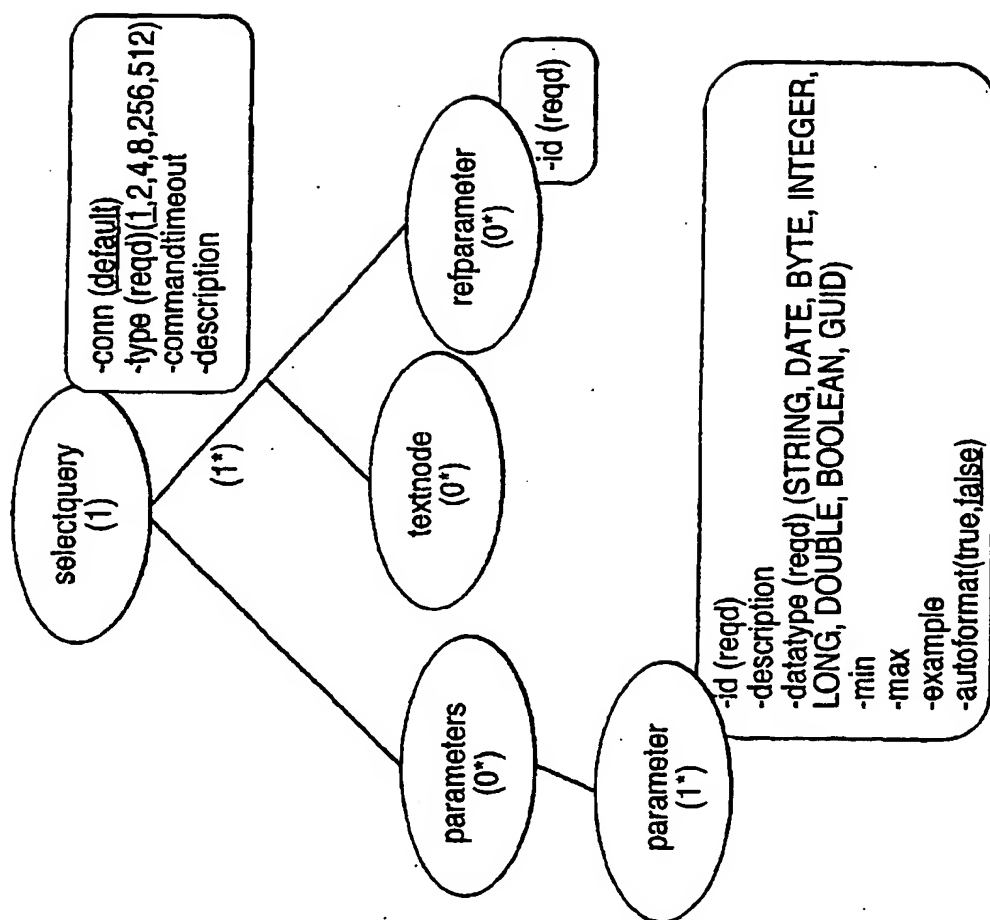 selectquery
(1)
-conn (default)
-type (reqd)(1,2,4,8,256,512)
-commandtimeout
-description
(1*)
parameters
(0*)
textnode
(0*)
refparameter
(0*)
-id (reqd)
parameter
(1*)
-id (reqd)
-description
-datatype (reqd) (STRING, DATE, BYTE, INTEGER,
LONG, DOUBLE, BOOLEAN, GUID)
-min
-max
-example
-autoformat(true,false)